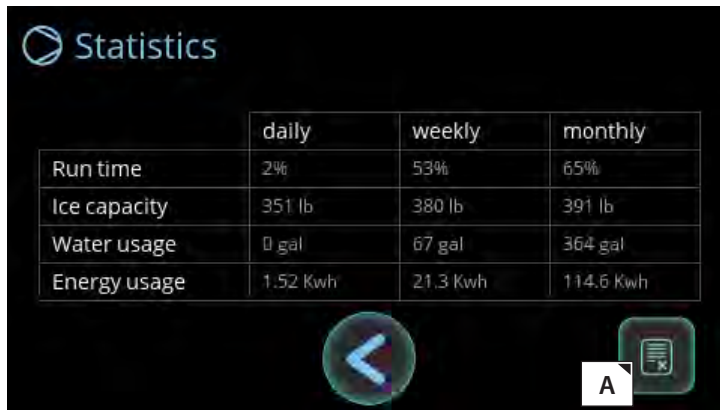 Statistics
daily weekly monthly
Run time 2% 53% 65%
Ice capacity 351 lb 380 lb 391 lb
Water usage 0 gal 67 gal 364 gal
Energy usage 1.52 Kwh 21.3 Kwh 114.6 Kwh
A